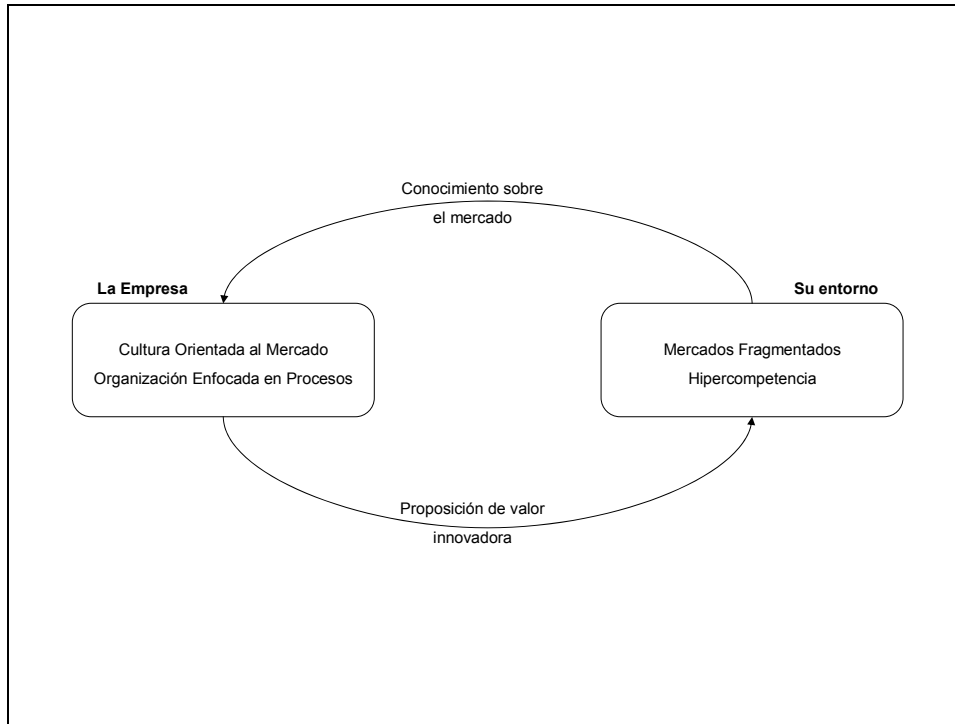 Conocimiento sobre
el mercado
La Empresa
Cultura Orientada al Mercado
Organización Enfocada en Procesos
Su entorno
Mercados Fragmentados
Hipercompetencia
Proposición de valor
innovadora